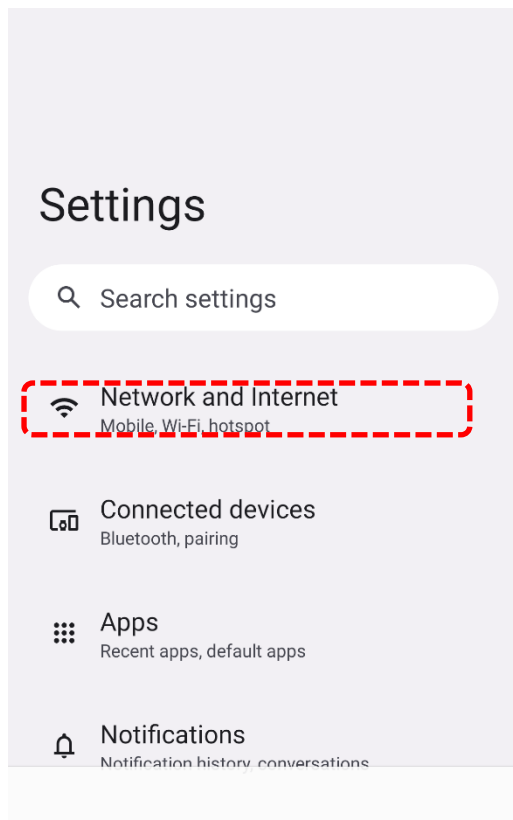 Settings
Search settings
Network and Internet
Mobile, Wi-Fi, hotspot
Connected devices
Bluetooth, pairing
Apps
Recent apps, default apps
Notifications
Notification history, conversations